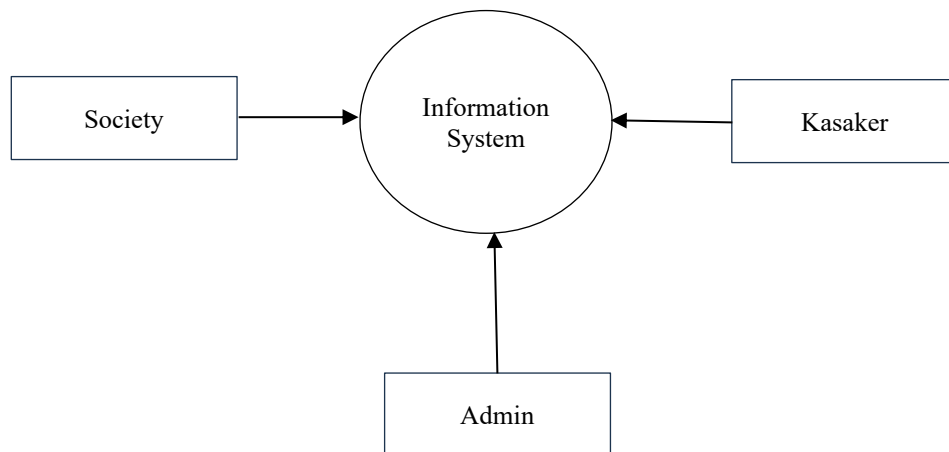 Society
Information
System
Kasaker
Admin